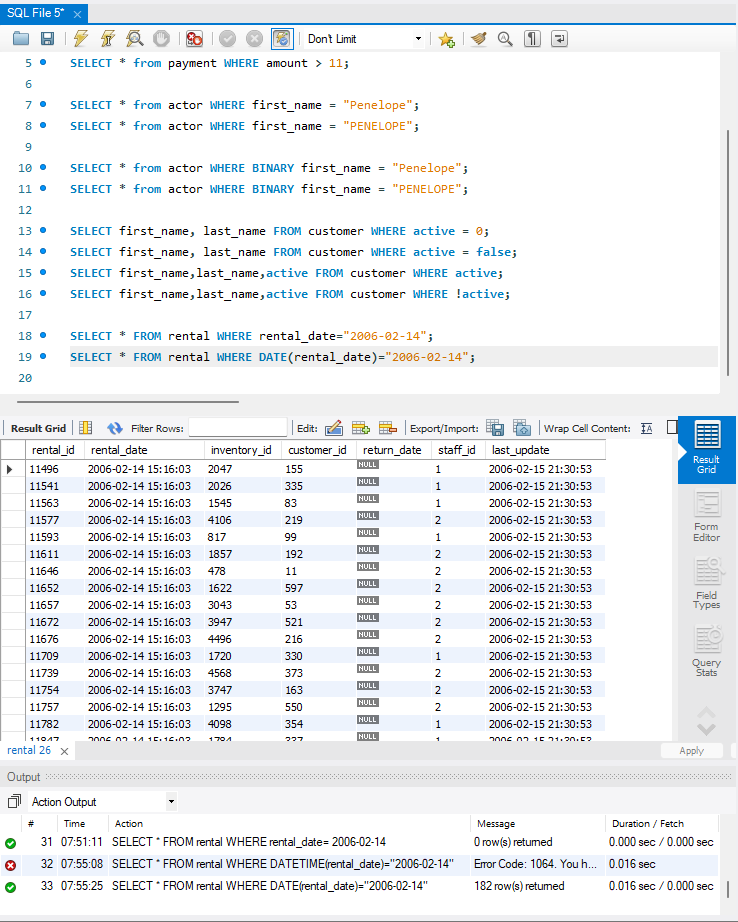 SQL File 5*
Don't Limit
5 SELECT * from payment WHERE amount > 11;
6
7 SELECT * from actor WHERE first_name = "Penelope";
8 SELECT * from actor WHERE first_name = "PENELOPE";
9
10 SELECT * from actor WHERE BINARY first_name = "Penelope";
11 SELECT * from actor WHERE BINARY first_name = "PENELOPE";
12
13 SELECT first_name, last_name FROM customer WHERE active = 0;
14 SELECT first_name, last_name FROM customer WHERE active = false;
15 SELECT first_name,last_name,active FROM customer WHERE active;
16 SELECT first_name,last_name,active FROM customer WHERE !active;
17
18 SELECT * FROM rental WHERE rental_date="2006-02-14";
19 SELECT * FROM rental WHERE DATE(rental_date)="2006-02-14";
20
Result Grid Filter Rows: Edit: Export/Import: Wrap Cell Content:
rental_id rental_date inventory_id customer_id return_date staff_id last_update
11496 2006-02-14 15:16:03 2047 155 NULL 1 2006-02-15 21:30:53
11541 2006-02-14 15:16:03 2026 335 NULL 1 2006-02-15 21:30:53
11563 2006-02-14 15:16:03 1545 83 NULL 1 2006-02-15 21:30:53
11577 2006-02-14 15:16:03 4106 219 NULL 2 2006-02-15 21:30:53
11593 2006-02-14 15:16:03 817 99 NULL 1 2006-02-15 21:30:53
11611 2006-02-14 15:16:03 1857 192 NULL 2 2006-02-15 21:30:53
11646 2006-02-14 15:16:03 478 11 NULL 2 2006-02-15 21:30:53
11652 2006-02-14 15:16:03 1622 597 NULL 2 2006-02-15 21:30:53
11657 2006-02-14 15:16:03 3043 53 NULL 2 2006-02-15 21:30:53
11672 2006-02-14 15:16:03 3947 521 NULL 2 2006-02-15 21:30:53
11676 2006-02-14 15:16:03 4496 216 NULL 2 2006-02-15 21:30:53
11709 2006-02-14 15:16:03 1720 330 NULL 1 2006-02-15 21:30:53
11739 2006-02-14 15:16:03 4568 373 NULL 2 2006-02-15 21:30:53
11754 2006-02-14 15:16:03 3747 163 NULL 2 2006-02-15 21:30:53
11757 2006-02-14 15:16:03 1295 550 NULL 2 2006-02-15 21:30:53
11782 2006-02-14 15:16:03 4098 354 NULL 1 2006-02-15 21:30:53
11847 2006-02-14 15:16:03 1784 337 NULL 1 2006-02-15 21:30:53
Result
Grid
Form
Editor
Field
Types
Query
Stats
rental 26
Apply
Output
Action Output
# Time Action Message Duration / Fetch
31 07:51:11 SELECT * FROM rental WHERE rental_date= 2006-02-14 0 row(s) returned 0.000 sec / 0.000 sec
32 07:55:08 SELECT * FROM rental WHERE DATETIME(rental_date)="2006-02-14" Error Code: 1064. You h... 0.016 sec
33 07:55:25 SELECT * FROM rental WHERE DATE(rental_date)="2006-02-14" 182 row(s) returned 0.016 sec / 0.000 sec